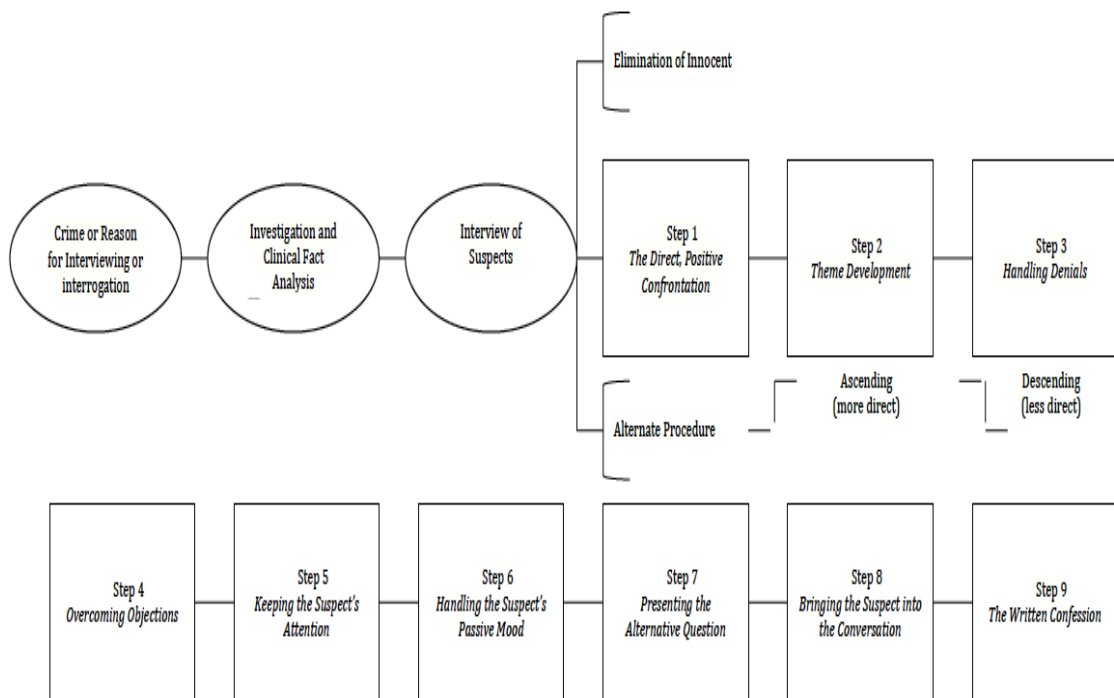 Elimination of Innocent
Crime or Reason
for Interviewing or
interrogation
Investigation and
Clinical Fact
Analysis
Interview of
Suspects
Step 1
The Direct, Positive
Confrontation
Step 2
Theme Development
Step 3
Handling Denials
Alternate Procedure
Ascending
(more direct)
Descending
(less direct)
Step 4
Overcoming Objections
Step 5
Keeping the Suspect's
Attention
Step 6
Handling the Suspect's
Passive Mood
Step 7
Presenting the
Alternative Question
Step 8
Bringing the Suspect into
the Conversation
Step 9
The Written Confession